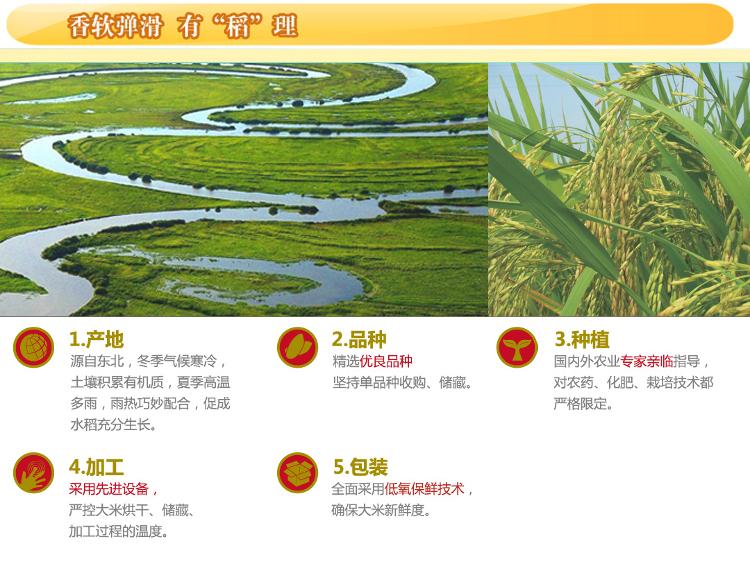 香软弹滑 有“稻”理
1.产地
源自东北，冬季气候寒冷，
土壤积累有机质，夏季高温
多雨，雨热巧妙配合，促成
水稻充分生长。
2.品种
精选优良品种
坚持单品种收购、储藏。
3.种植
国内外农业专家亲临指导，
对农药、化肥、栽培技术都
严格限定。
4.加工
采用先进设备，
严控大米烘干、储藏、
加工过程的温度。
5.包装
全面采用低氧保鲜技术，
确保大米新鲜度。